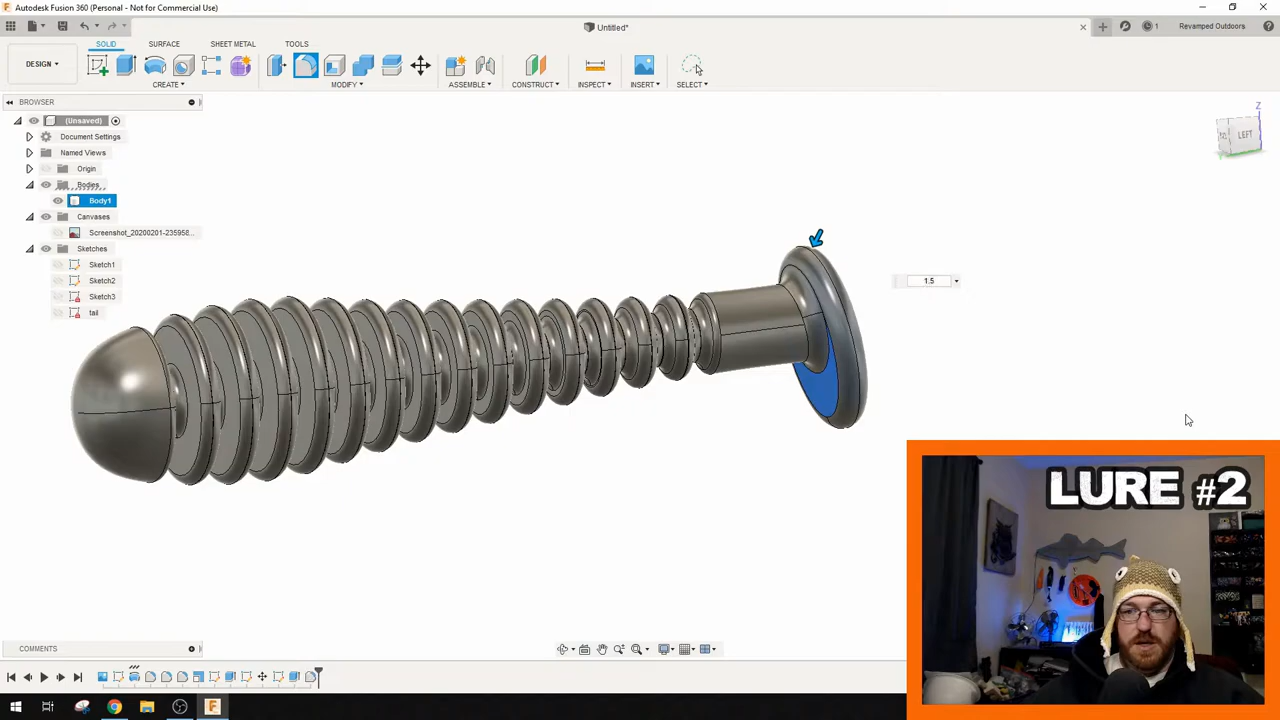 Autodesk Fusion 360 (Personal - Not for Commercial Use)
Untitled*
1
Revamped Outdoors
DESIGN
SOLID
SURFACE
SHEET METAL
TOOLS
CREATE
MODIFY
ASSEMBLE
CONSTRUCT
INSPECT
INSERT
SELECT
BROWSER
(Unsaved)
Document Settings
Named Views
Origin
Bodies
Body1
Canvases
Screenshot_20200201-235958...
Sketches
Sketch1
Sketch2
Sketch3
tail
1.5
Z
LEFT
LURE #2
COMMENTS